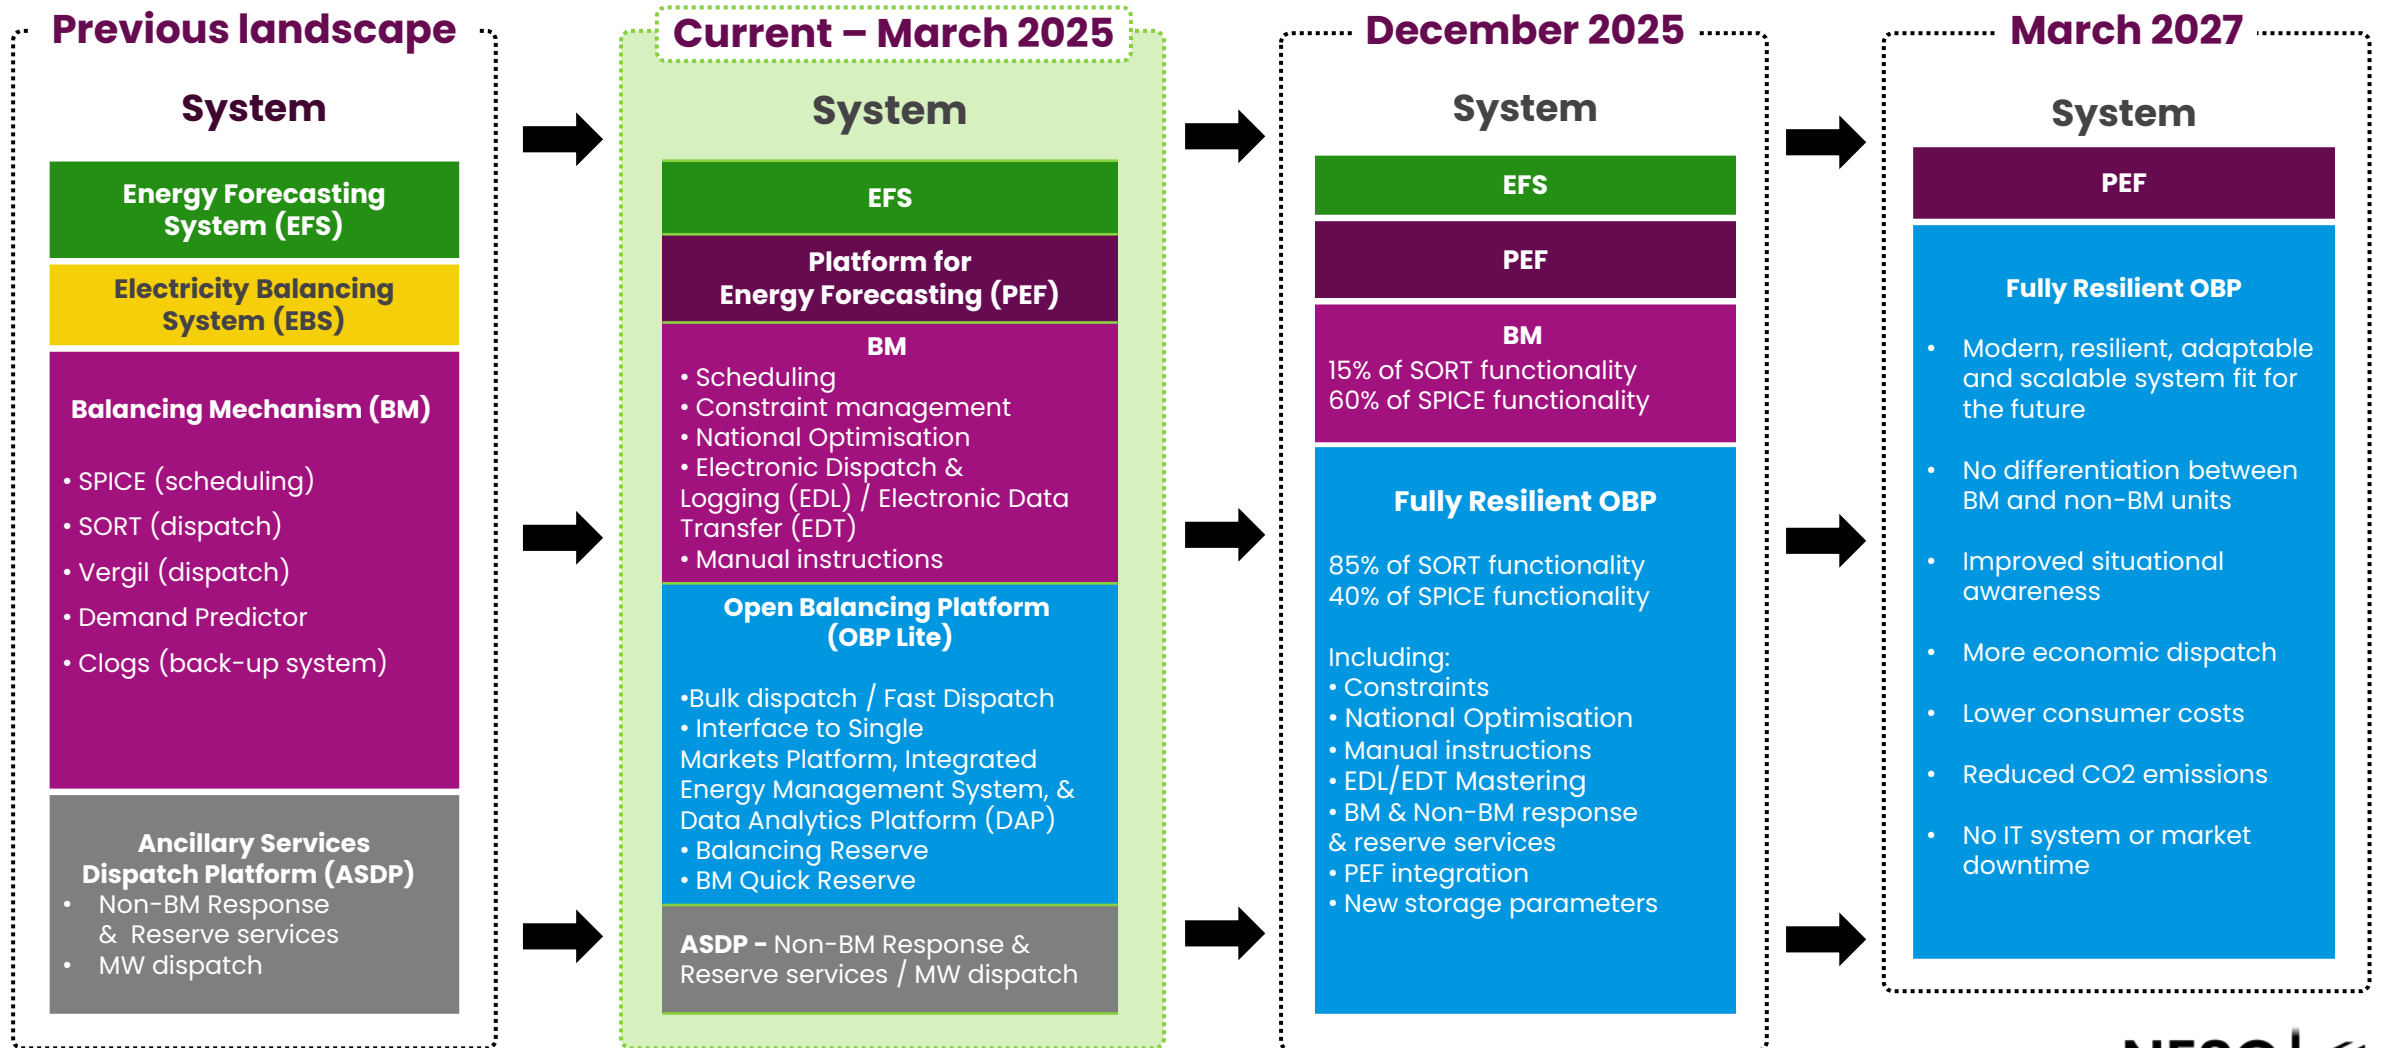 Previous landscape
System
Energy Forecasting
System (EFS)
Electricity Balancing
System (EBS)
Balancing Mechanism (BM)
• SPICE (scheduling)
• SORT (dispatch)
• Vergil (dispatch)
• Demand Predictor
• Clogs (back-up system)
Ancillary Services
Dispatch Platform (ASDP)
• Non-BM Response
& Reserve services
• MW dispatch
Current – March 2025
System
EFS
Platform for
Energy Forecasting (PEF)
BM
• Scheduling
• Constraint management
• National Optimisation
• Electronic Dispatch &
Logging (EDL) / Electronic Data
Transfer (EDT)
• Manual instructions
Open Balancing Platform
(OBP Lite)
•Bulk dispatch / Fast Dispatch
• Interface to Single
Markets Platform, Integrated
Energy Management System, &
Data Analytics Platform (DAP)
• Balancing Reserve
• BM Quick Reserve
ASDP - Non-BM Response &
Reserve services / MW dispatch
December 2025
System
EFS
PEF
BM
15% of SORT functionality
60% of SPICE functionality
Fully Resilient OBP
85% of SORT functionality
40% of SPICE functionality
Including:
• Constraints
• National Optimisation
• Manual instructions
• EDL/EDT Mastering
• BM & Non-BM response
& reserve services
• PEF integration
• New storage parameters
March 2027
System
PEF
Fully Resilient OBP
• Modern, resilient, adaptable
and scalable system fit for
the future
• No differentiation between
BM and non-BM units
• Improved situational
awareness
• More economic dispatch
• Lower consumer costs
• Reduced CO2 emissions
• No IT system or market
downtime